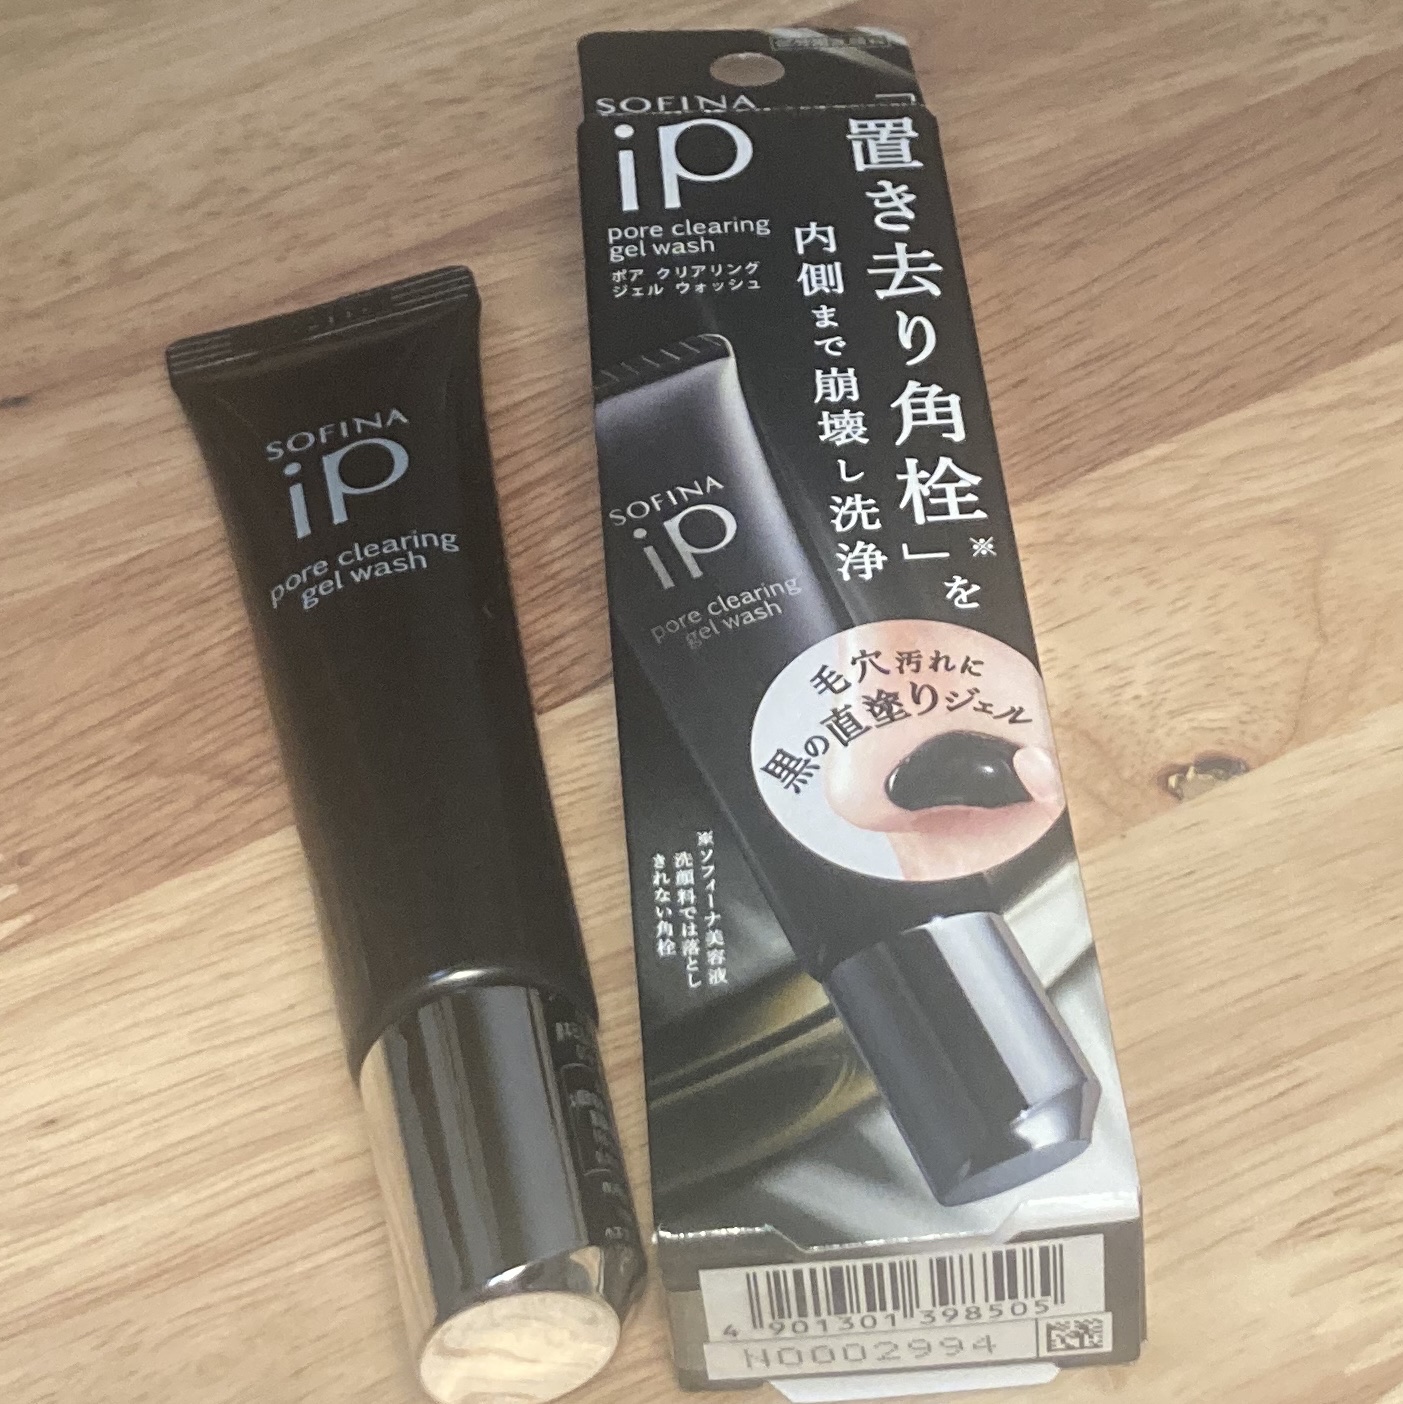 SOFINA
iP
pore clearing
gel wash
SOFINA
iP
pore clearing
gel wash
ポア クリアリング
ジェル ウォッシュ
「置き去り角栓」※を
内側まで崩壊し洗浄
SOFINA
iP
pore clearing
gel wash
毛穴汚れに
黒の直塗りジェル
※ソフィーナ美容液
洗顔料では落とし
きれない角栓
4 901301 398505
N0002994